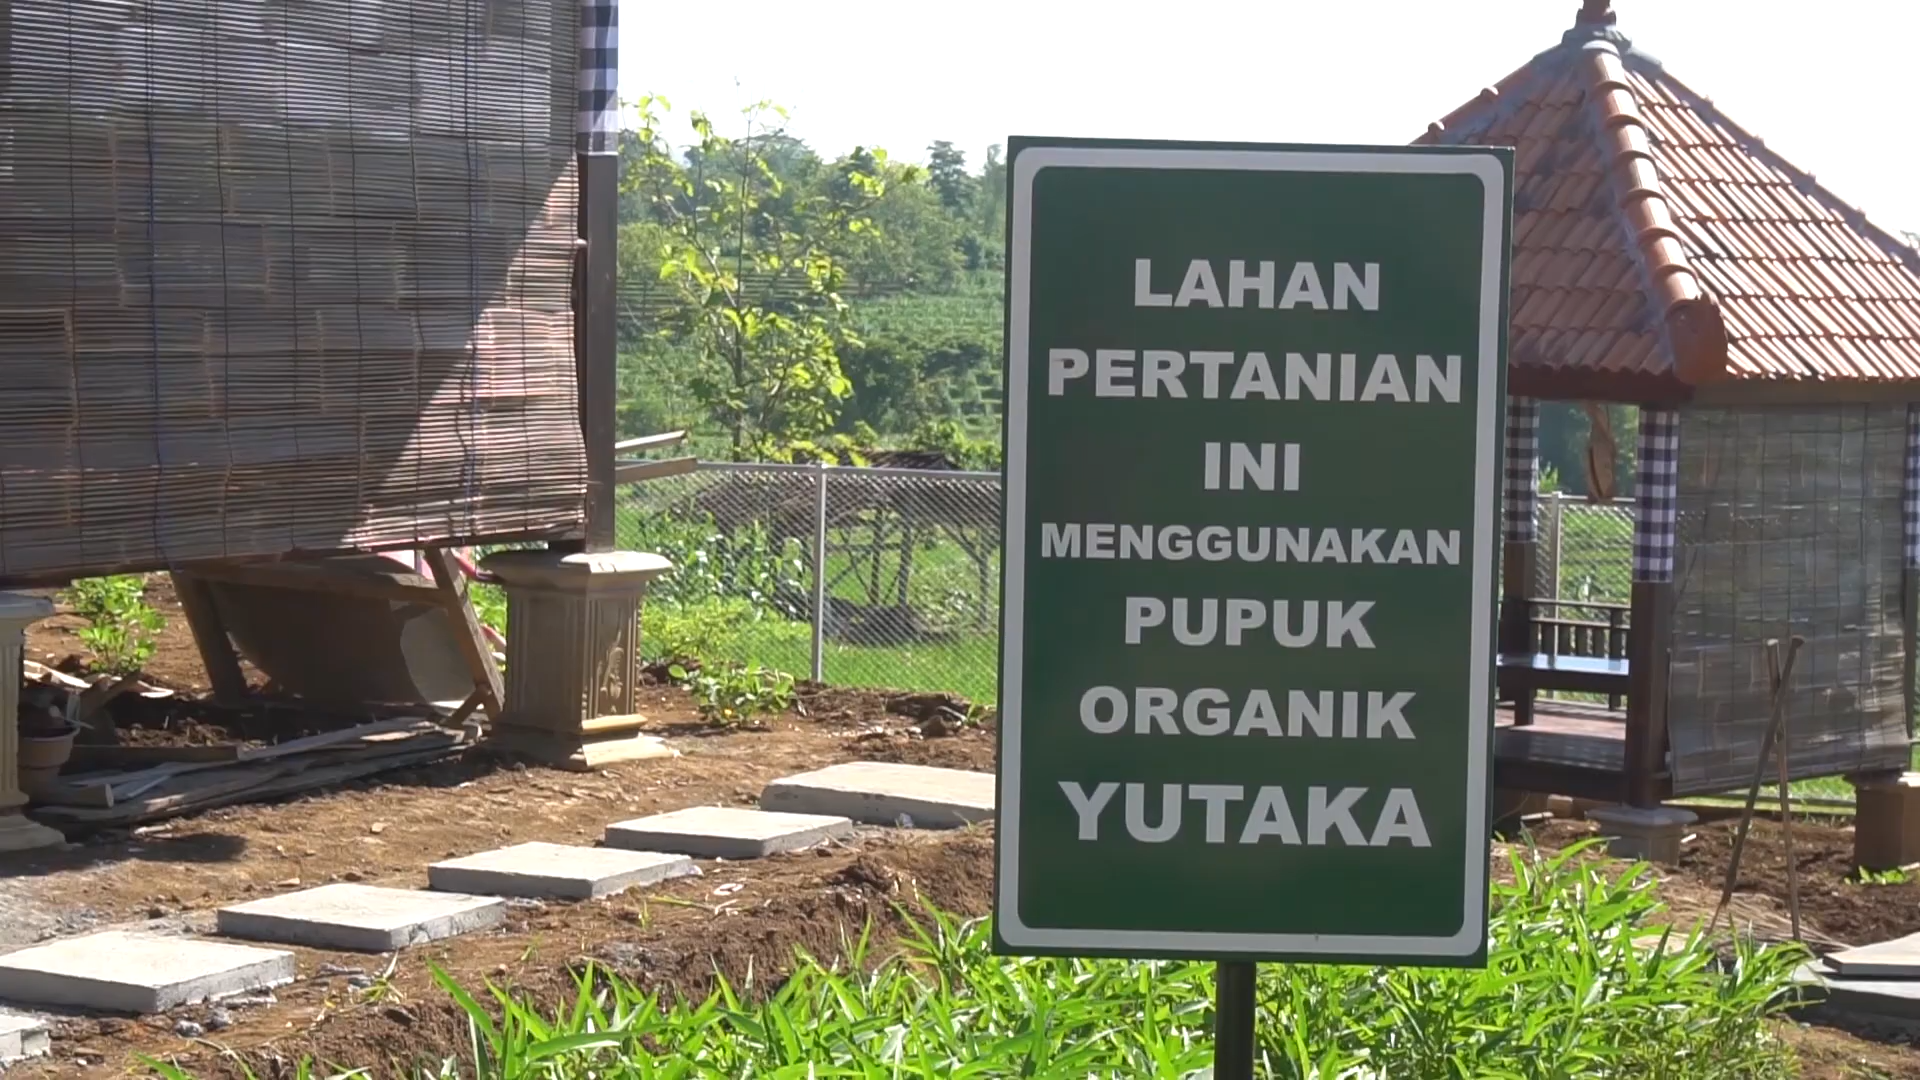 LAHAN
PERTANIAN
INI
MENGGUNAKAN
PUPUK
ORGANIK
YUTAKA